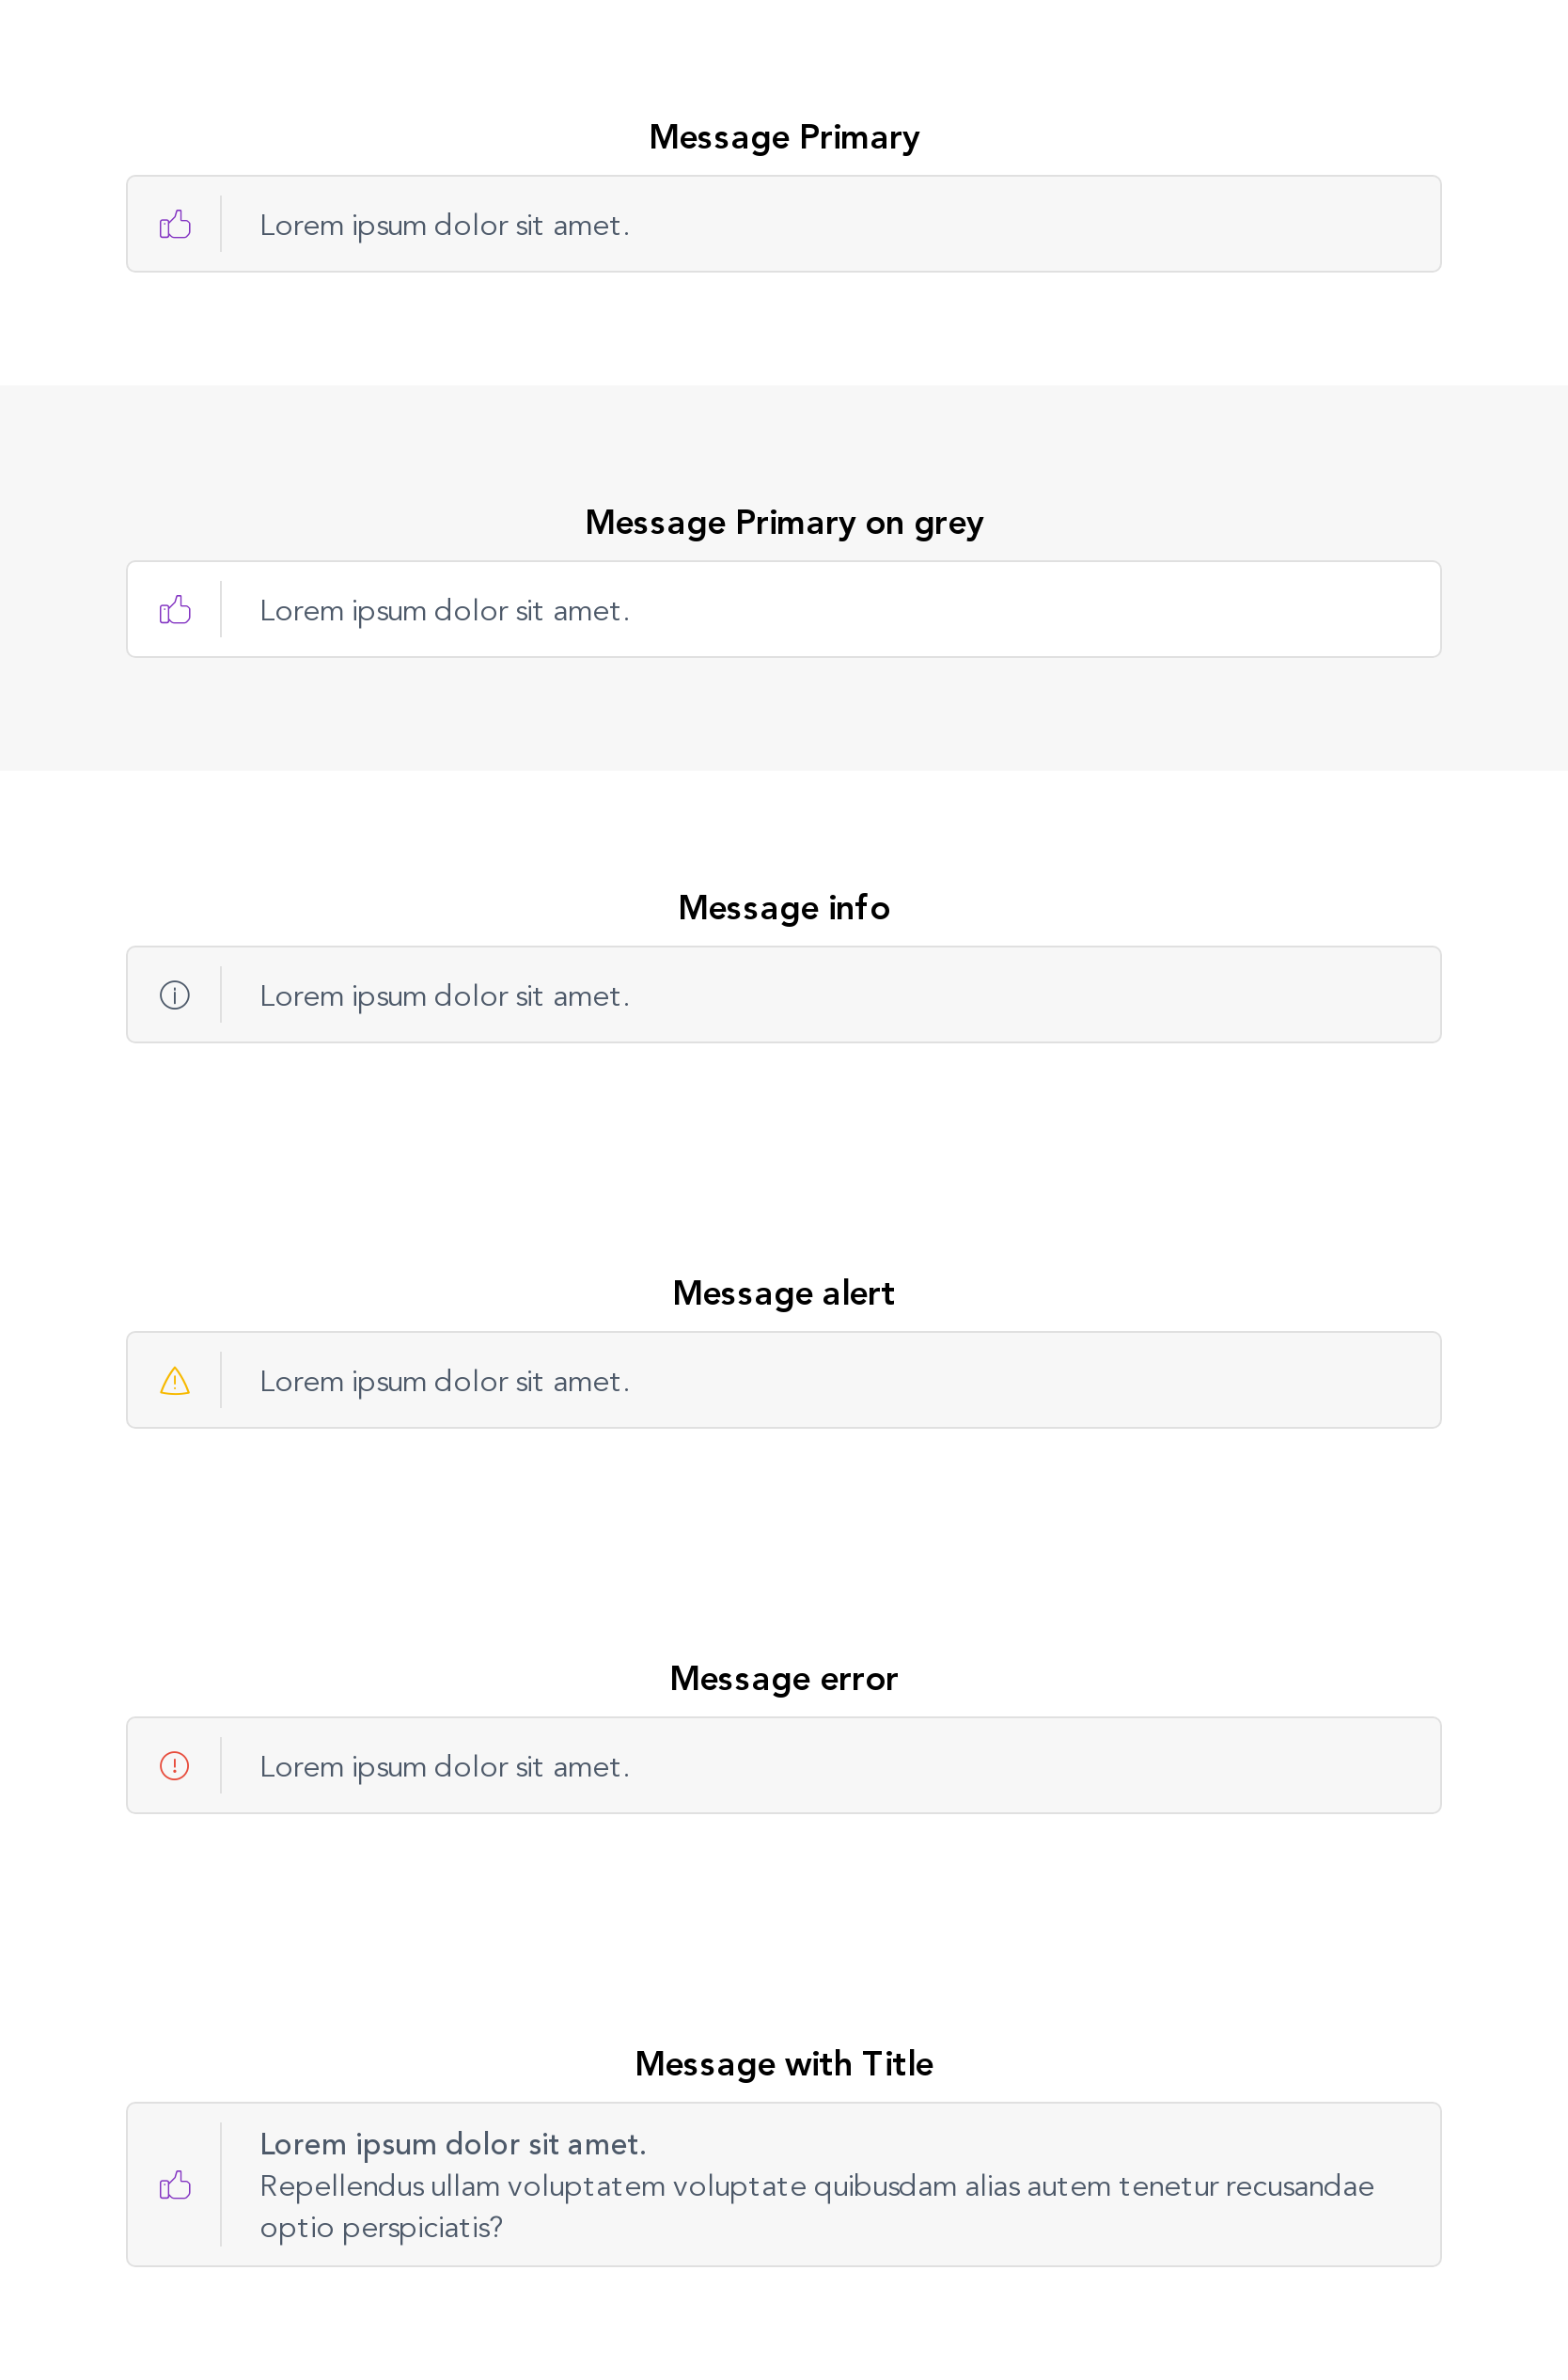 Message Primary
Lorem ipsum dolor sit amet.
Message Primary on grey
Lorem ipsum dolor sit amet.
Message info
Lorem ipsum dolor sit amet.
Message alert
Lorem ipsum dolor sit amet.
Message error
Lorem ipsum dolor sit amet.
Message with Title
Lorem ipsum dolor sit amet.
Repellendus ullam voluptatem voluptate quibusdam alias autem tenetur recusandae
optio perspiciatis?